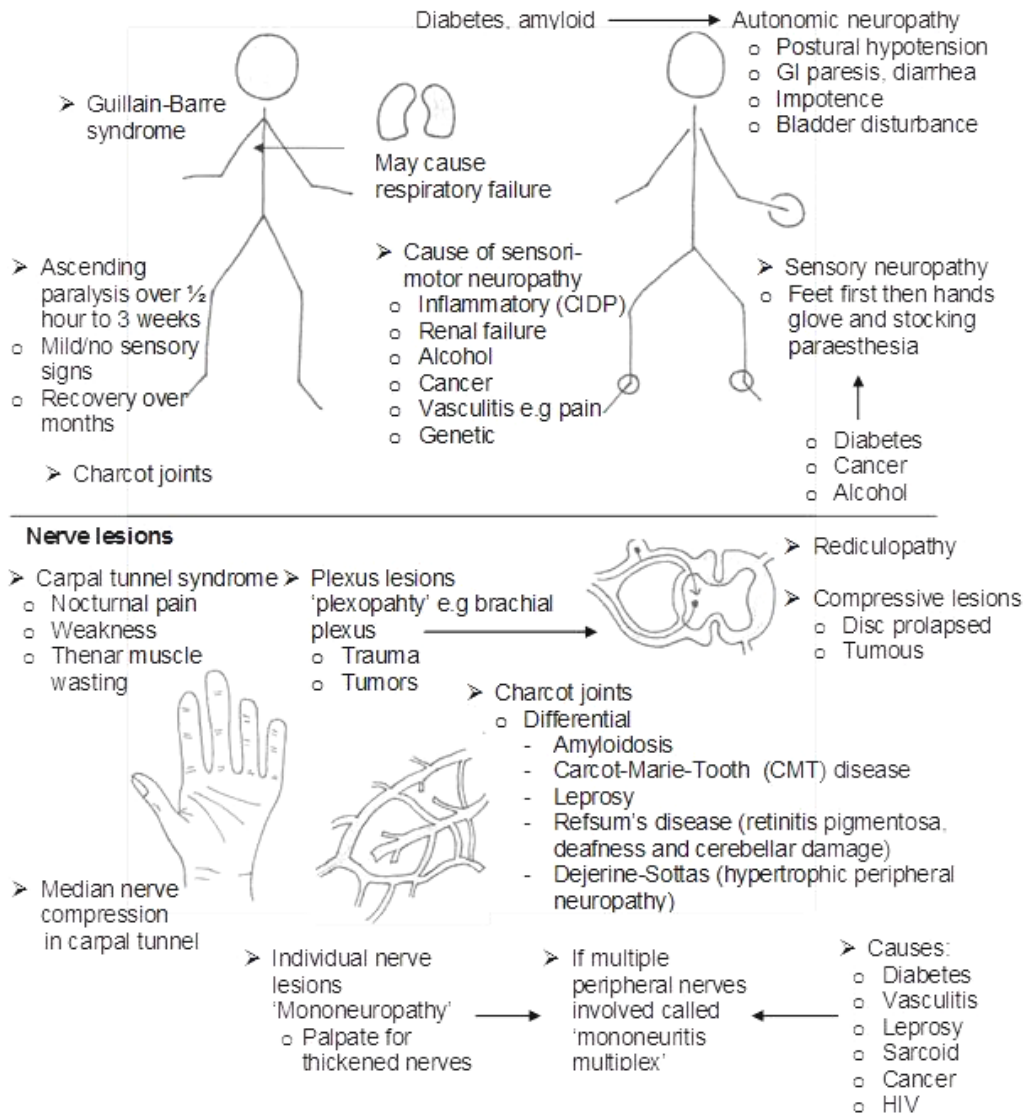 Diabetes, amyloid
Autonomic neuropathy
o Postural hypotension
o GI paresis, diarrhea
o Impotence
o Bladder disturbance
➢ Guillain-Barre
syndrome
May cause
respiratory failure
➢ Ascending
paralysis over ½
hour to 3 weeks
o Mild/no sensory
signs
o Recovery over
months
➢ Charcot joints
➢ Cause of sensori-
motor neuropathy
o Inflammatory (CIDP)
o Renal failure
o Alcohol
o Cancer
o Vasculitis e.g pain
o Genetic
➢ Sensory neuropathy
o Feet first then hands
glove and stocking
paraesthesia
o Diabetes
o Cancer
o Alcohol
Nerve lesions
➢ Carpal tunnel syndrome
o Nocturnal pain
o Weakness
o Thenar muscle
wasting
➢ Plexus lesions
‘plexopahty’ e.g brachial
plexus
o Trauma
o Tumors
➢ Rediculopathy
➢ Compressive lesions
o Disc prolapsed
o Tumous
➢ Charcot joints
o Differential
- Amyloidosis
- Carcot-Marie-Tooth (CMT) disease
- Leprosy
- Refsum’s disease (retinitis pigmentosa,
deafness and cerebellar damage)
- Dejerine-Sottas (hypertrophic peripheral
neuropathy)
➢ Median nerve
compression
in carpal tunnel
➢ Individual nerve
lesions
‘Mononeuropathy’
o Palpate for
thickened nerves
➢ If multiple
peripheral nerves
involved called
‘mononeuritis
multiplex’
➢ Causes:
o Diabetes
o Vasculitis
o Leprosy
o Sarcoid
o Cancer
o HIV